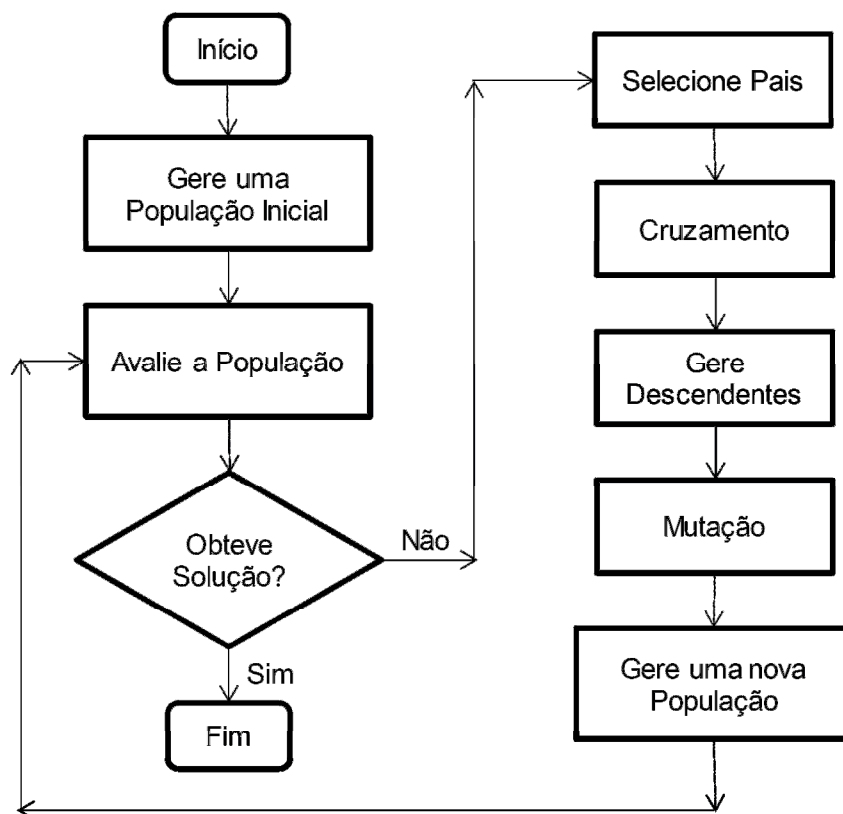 Início
Gere uma
População Inicial
Avalie a População
Obteve
Solução?
Não
Sim
Fim
Selecione Pais
Cruzamento
Gere
Descendentes
Mutação
Gere uma nova
População